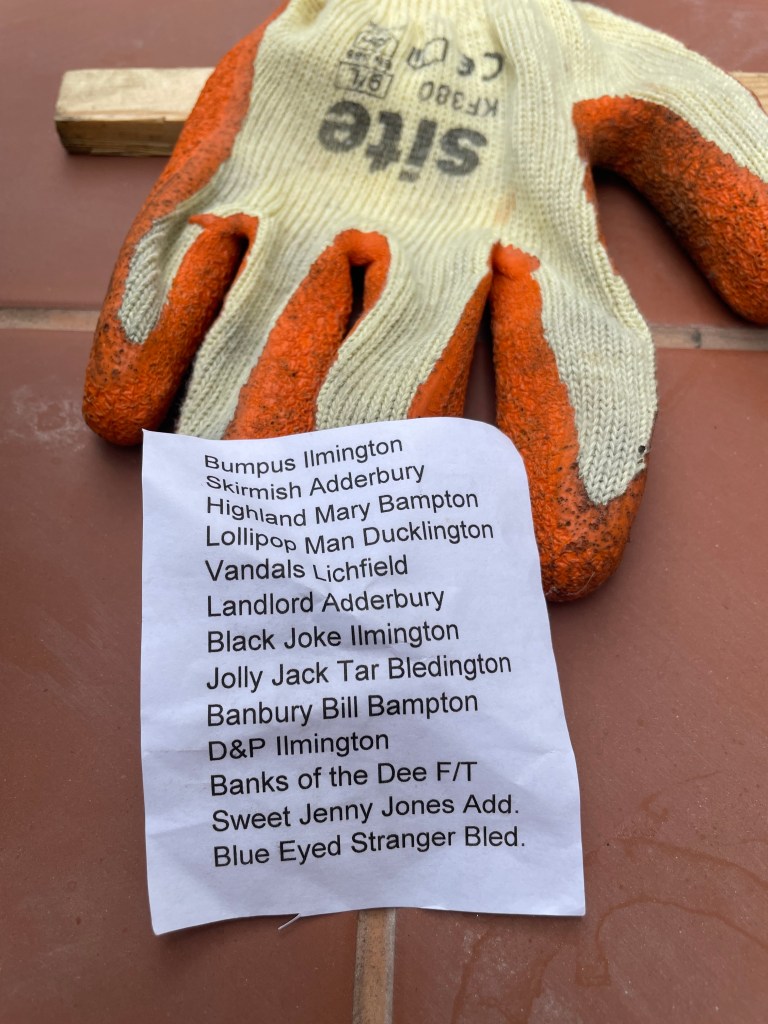 site
KF380
CE
9/L
Bumpus Ilmington
Skirmish Adderbury
Highland Mary Bampton
Lollipop Man Ducklington
Vandals Lichfield
Landlord Adderbury
Black Joke Ilmington
Jolly Jack Tar Bledington
Banbury Bill Bampton
D&P Ilmington
Banks of the Dee F/T
Sweet Jenny Jones Add.
Blue Eyed Stranger Bled.